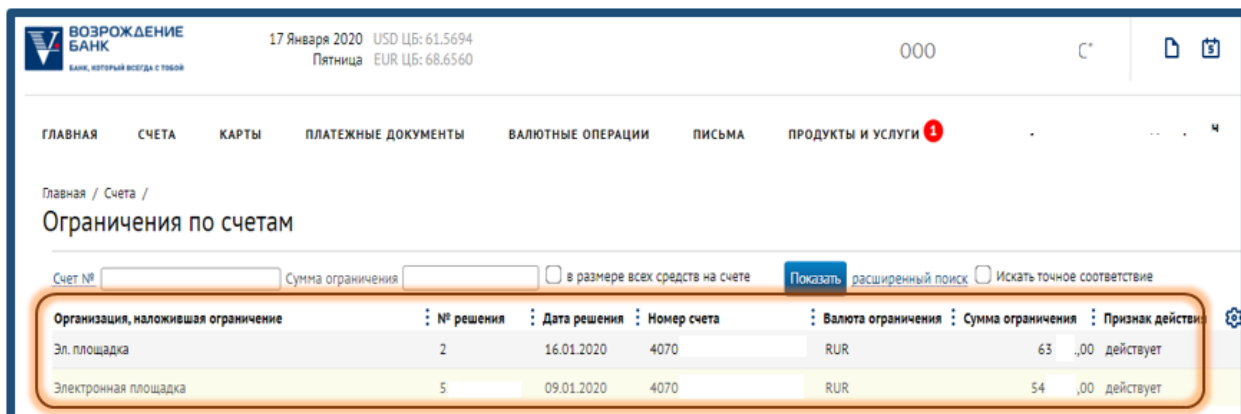 ВОЗРОЖДЕНИЕ
БАНК
БАНК, КОТОРЫЙ ВСЕГДА С ТОБОЙ
17 Января 2020 USD ЦБ: 61.5694
Пятница EUR ЦБ: 68.6560
ООО С"
ГЛАВНАЯ СЧЕТА КАРТЫ ПЛАТЕЖНЫЕ ДОКУМЕНТЫ ВАЛЮТНЫЕ ОПЕРАЦИИ ПИСЬМА ПРОДУКТЫ И УСЛУГИ 1
Главная / Счета /
Ограничения по счетам
Счет № Сумма ограничения в размере всех средств на счете Показать расширенный поиск Искать точное соответствие
Организация, наложившая ограничение № решения Дата решения Номер счета Валюта ограничения Сумма ограничения Признак действия
Эл. площадка 2 16.01.2020 4070 RUR 63 .,00 действует
Электронная площадка 5 09.01.2020 4070 RUR 54 ,00 действует